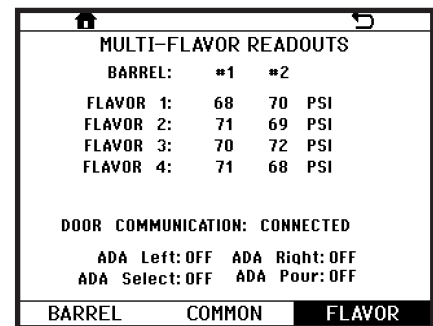 MULTI-FLAVOR READOUTS
BARREL: #1 #2
FLAVOR 1: 68 70 PSI
FLAVOR 2: 71 69 PSI
FLAVOR 3: 70 72 PSI
FLAVOR 4: 71 68 PSI
DOOR COMMUNICATION: CONNECTED
ADA Left: OFF ADA Right: OFF
ADA Select: OFF ADA Pour: OFF
BARREL COMMON FLAVOR